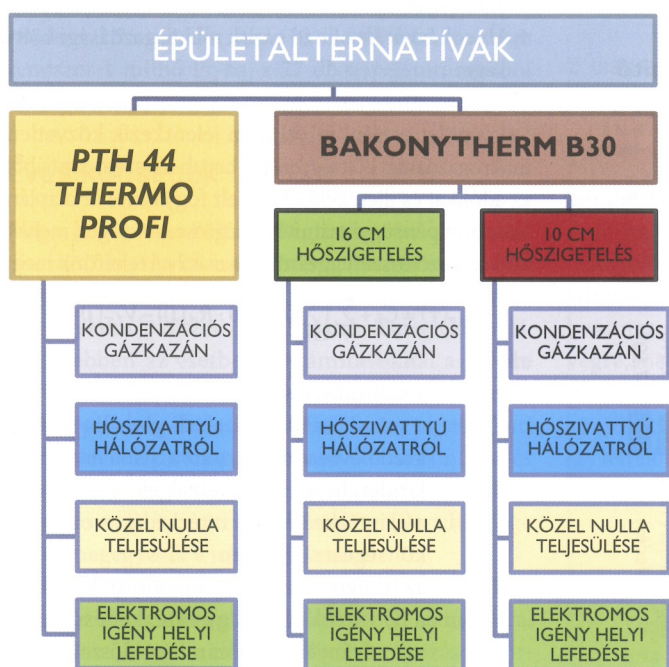 ÉPÜLETALTERNATÍVÁK
PTH 44
THERMO
PROFI
KONDENZÁCIÓS
GÁZKAZÁN
HŐSZIVATTYÚ
HÁLÓZATRÓL
KÖZEL NULLA
TELJESÜLÉSE
ELEKTROMOS
IGÉNY HELYI
LEFEDÉSE
BAKONYTHERM B30
16 CM
HŐSZIGETELÉS
KONDENZÁCIÓS
GÁZKAZÁN
HŐSZIVATTYÚ
HÁLÓZATRÓL
KÖZEL NULLA
TELJESÜLÉSE
ELEKTROMOS
IGÉNY HELYI
LEFEDÉSE
10 CM
HŐSZIGETELÉS
KONDENZÁCIÓS
GÁZKAZÁN
HŐSZIVATTYÚ
HÁLÓZATRÓL
KÖZEL NULLA
TELJESÜLÉSE
ELEKTROMOS
IGÉNY HELYI
LEFEDÉSE